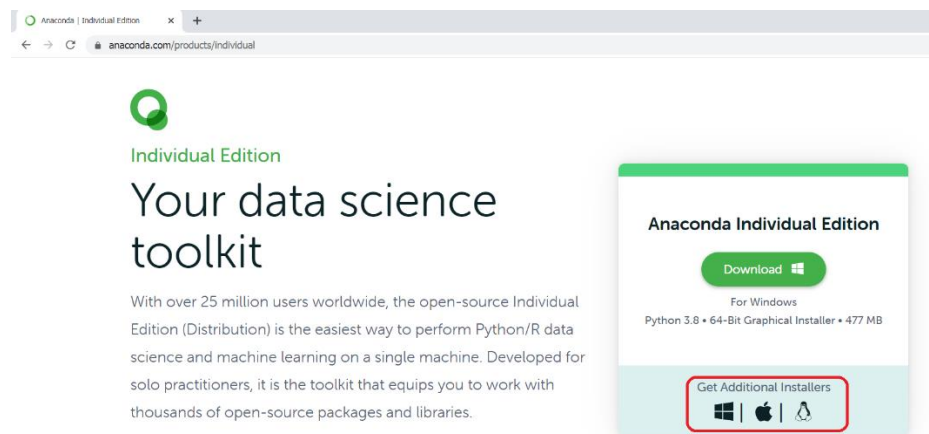 Anaconda | Individual Edition
anaconda.com/products/individual
Individual Edition
Your data science
toolkit
With over 25 million users worldwide, the open-source Individual
Edition (Distribution) is the easiest way to perform Python/R data
science and machine learning on a single machine. Developed for
solo practitioners, it is the toolkit that equips you to work with
thousands of open-source packages and libraries.
Anaconda Individual Edition
Download
For Windows
Python 3.8 • 64-Bit Graphical Installer • 477 MB
Get Additional Installers